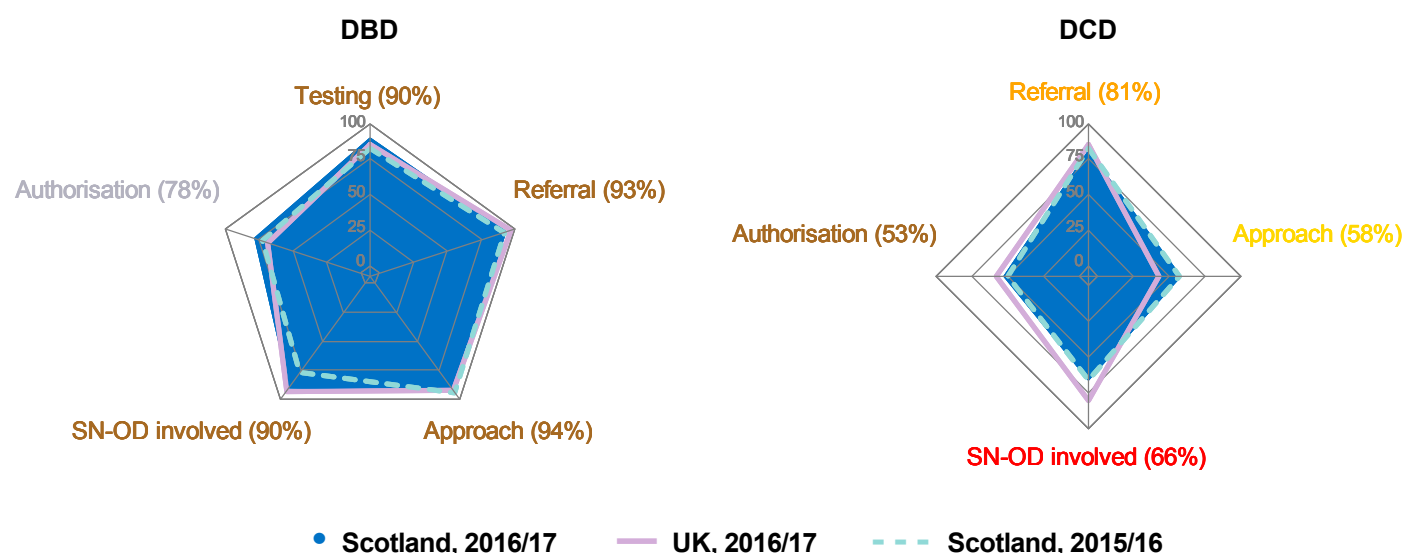 DBD
Testing (90%)
100
75
50
25
0
Referral (93%)
Authorisation (78%)
SN-OD involved (90%)
Approach (94%)
DCD
Referral (81%)
100
75
50
25
0
Authorisation (53%)
Approach (58%)
SN-OD involved (66%)
Scotland, 2016/17 UK, 2016/17 Scotland, 2015/16